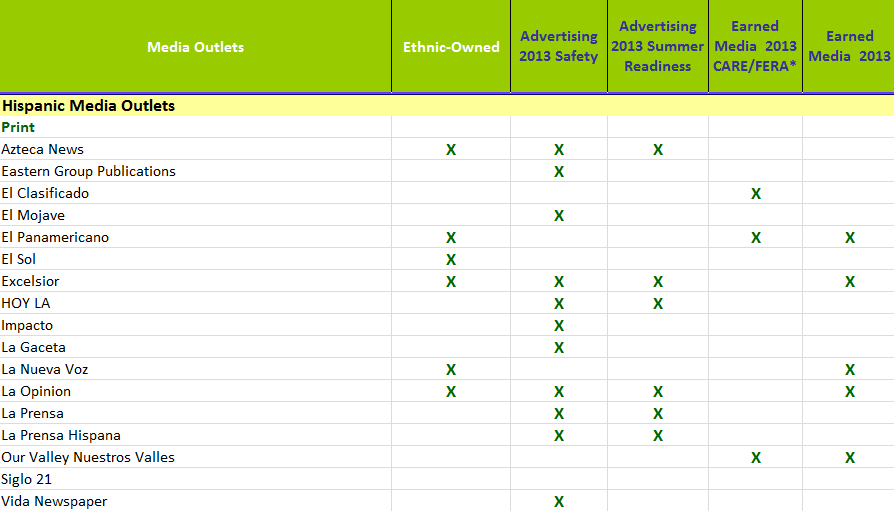 Media Outlets Ethnic-Owned Advertising 2013 Safety Advertising 2013 Summer Readiness Earned Media 2013 CARE/FERA* Earned Media 2013
Hispanic Media Outlets
Print
Azteca News X X X
Eastern Group Publications X
El Clasificado X
El Mojave X
El Panamericano X X X
El Sol X
Excelsior X X X X
HOY LA X X
Impacto X
La Gaceta X
La Nueva Voz X X
La Opinion X X X X
La Prensa X X
La Prensa Hispana X X
Our Valley Nuestros Valles X X
Siglo 21
Vida Newspaper X